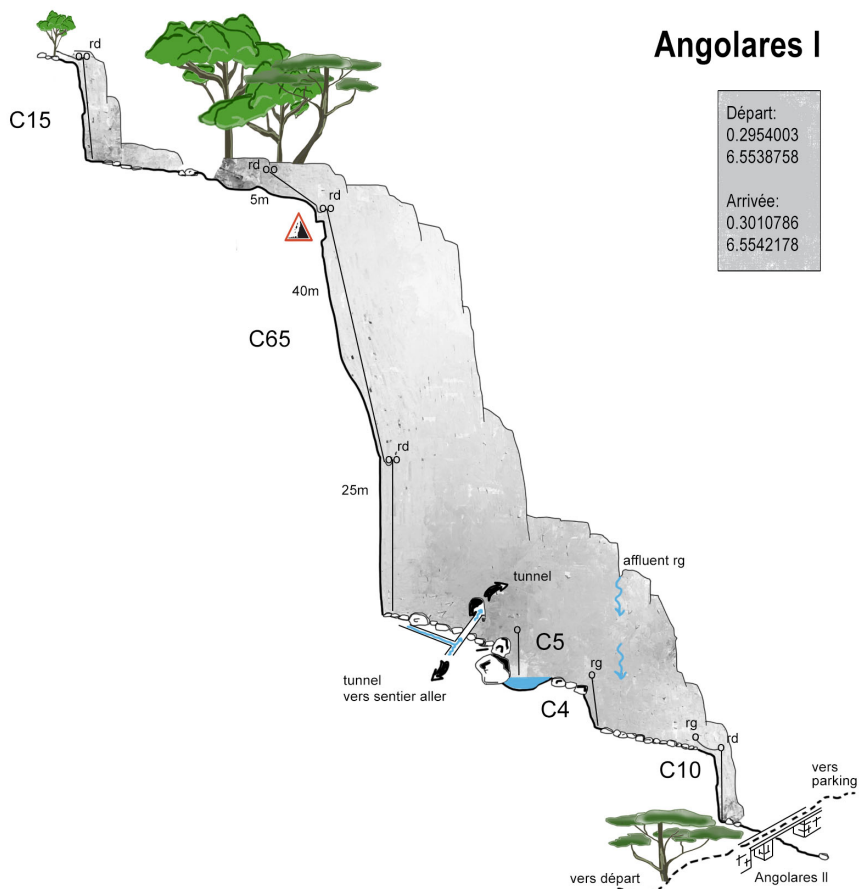 Angolares I
Départ:
0.2954003
6.5538758
Arrivée:
0.3010786
6.5542178
rd
C15
rd
5m
rd
40m
C65
rd
25m
affluent rg
tunnel
C5
tunnel
vers sentier aller
rg
C4
rg
rd
C10
vers
parking
vers départ
Angolares II